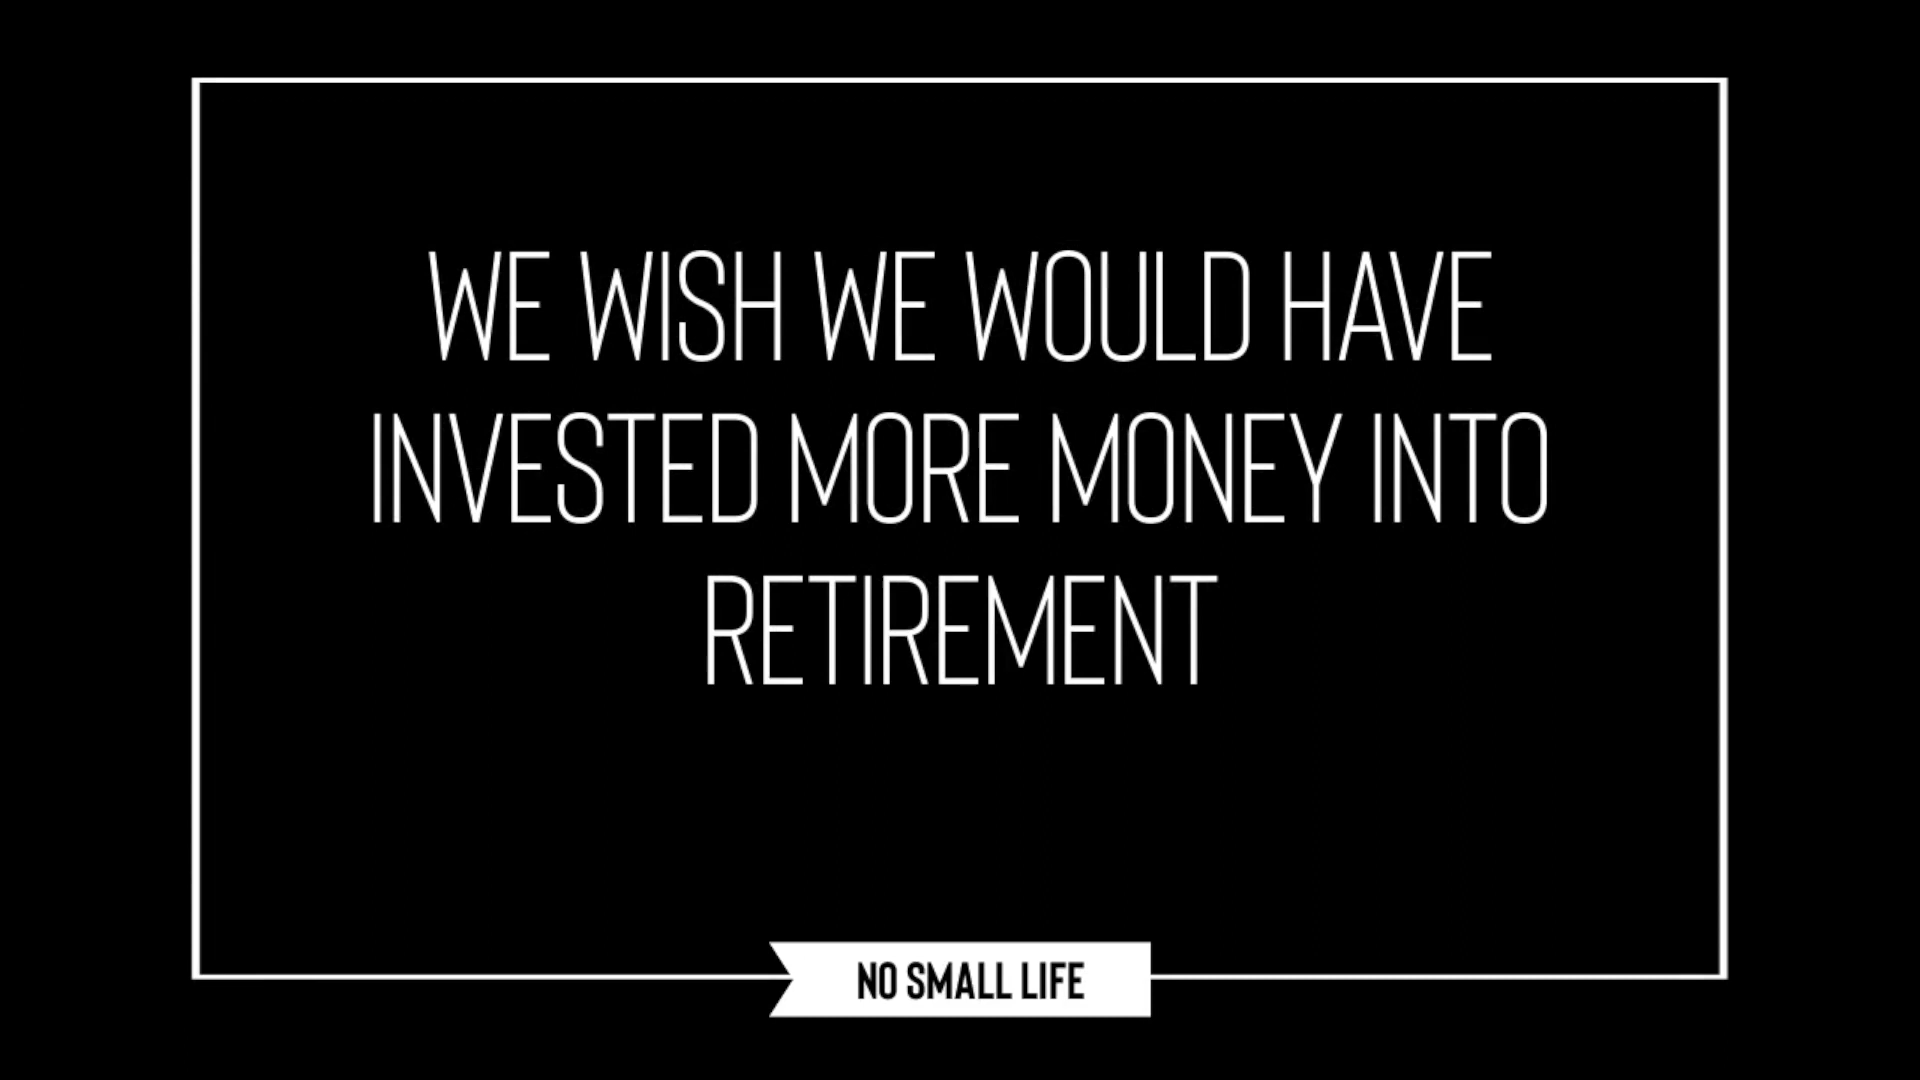 WE WISH WE WOULD HAVE
INVESTED MORE MONEY INTO
RETIREMENT
NO SMALL LIFE